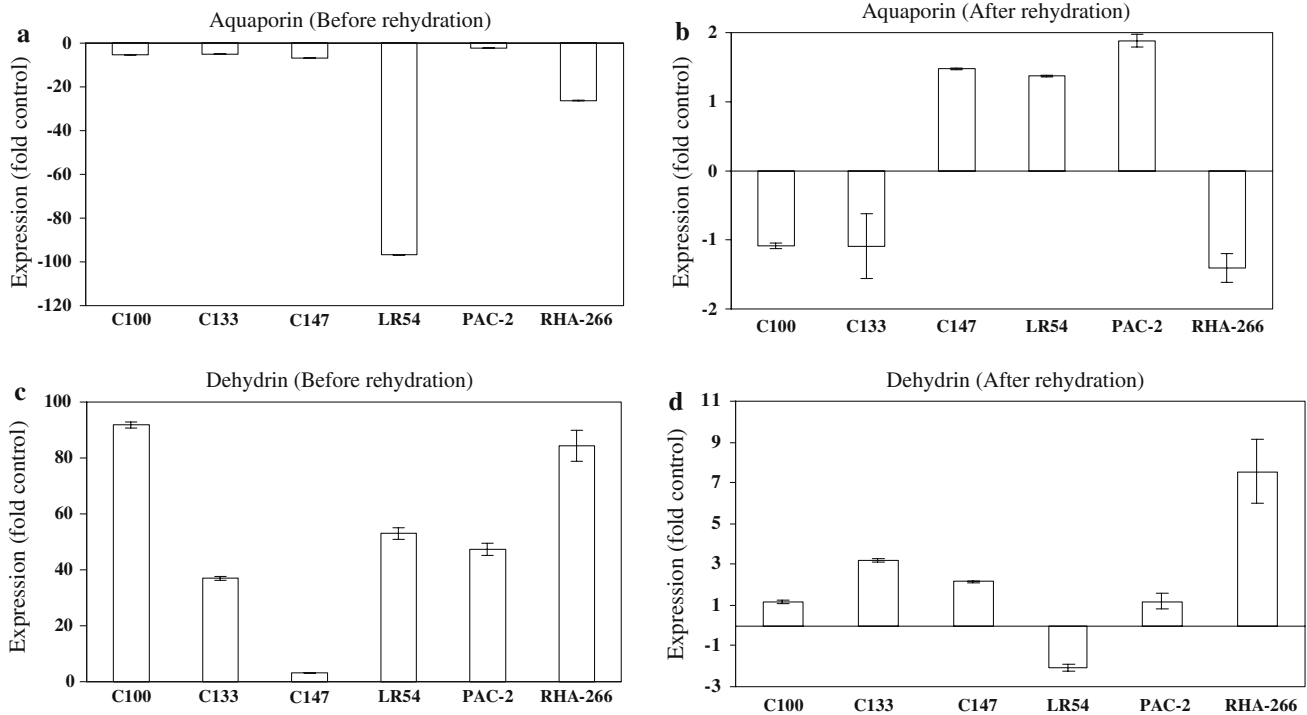 a
Aquaporin (Before rehydration)
Expression (fold control)
0
-20
-40
-60
-80
-100
-120
C100 C133 C147 LR54 PAC-2 RHA-266
b
Aquaporin (After rehydration)
Expression (fold control)
2
1
0
-1
-2
C100 C133 C147 LR54 PAC-2 RHA-266
c
Dehydrin (Before rehydration)
Expression (fold control)
100
80
60
40
20
0
C100 C133 C147 LR54 PAC-2 RHA-266
d
Dehydrin (After rehydration)
Expression (fold control)
11
9
7
5
3
1
-1
-3
C100 C133 C147 LR54 PAC-2 RHA-266